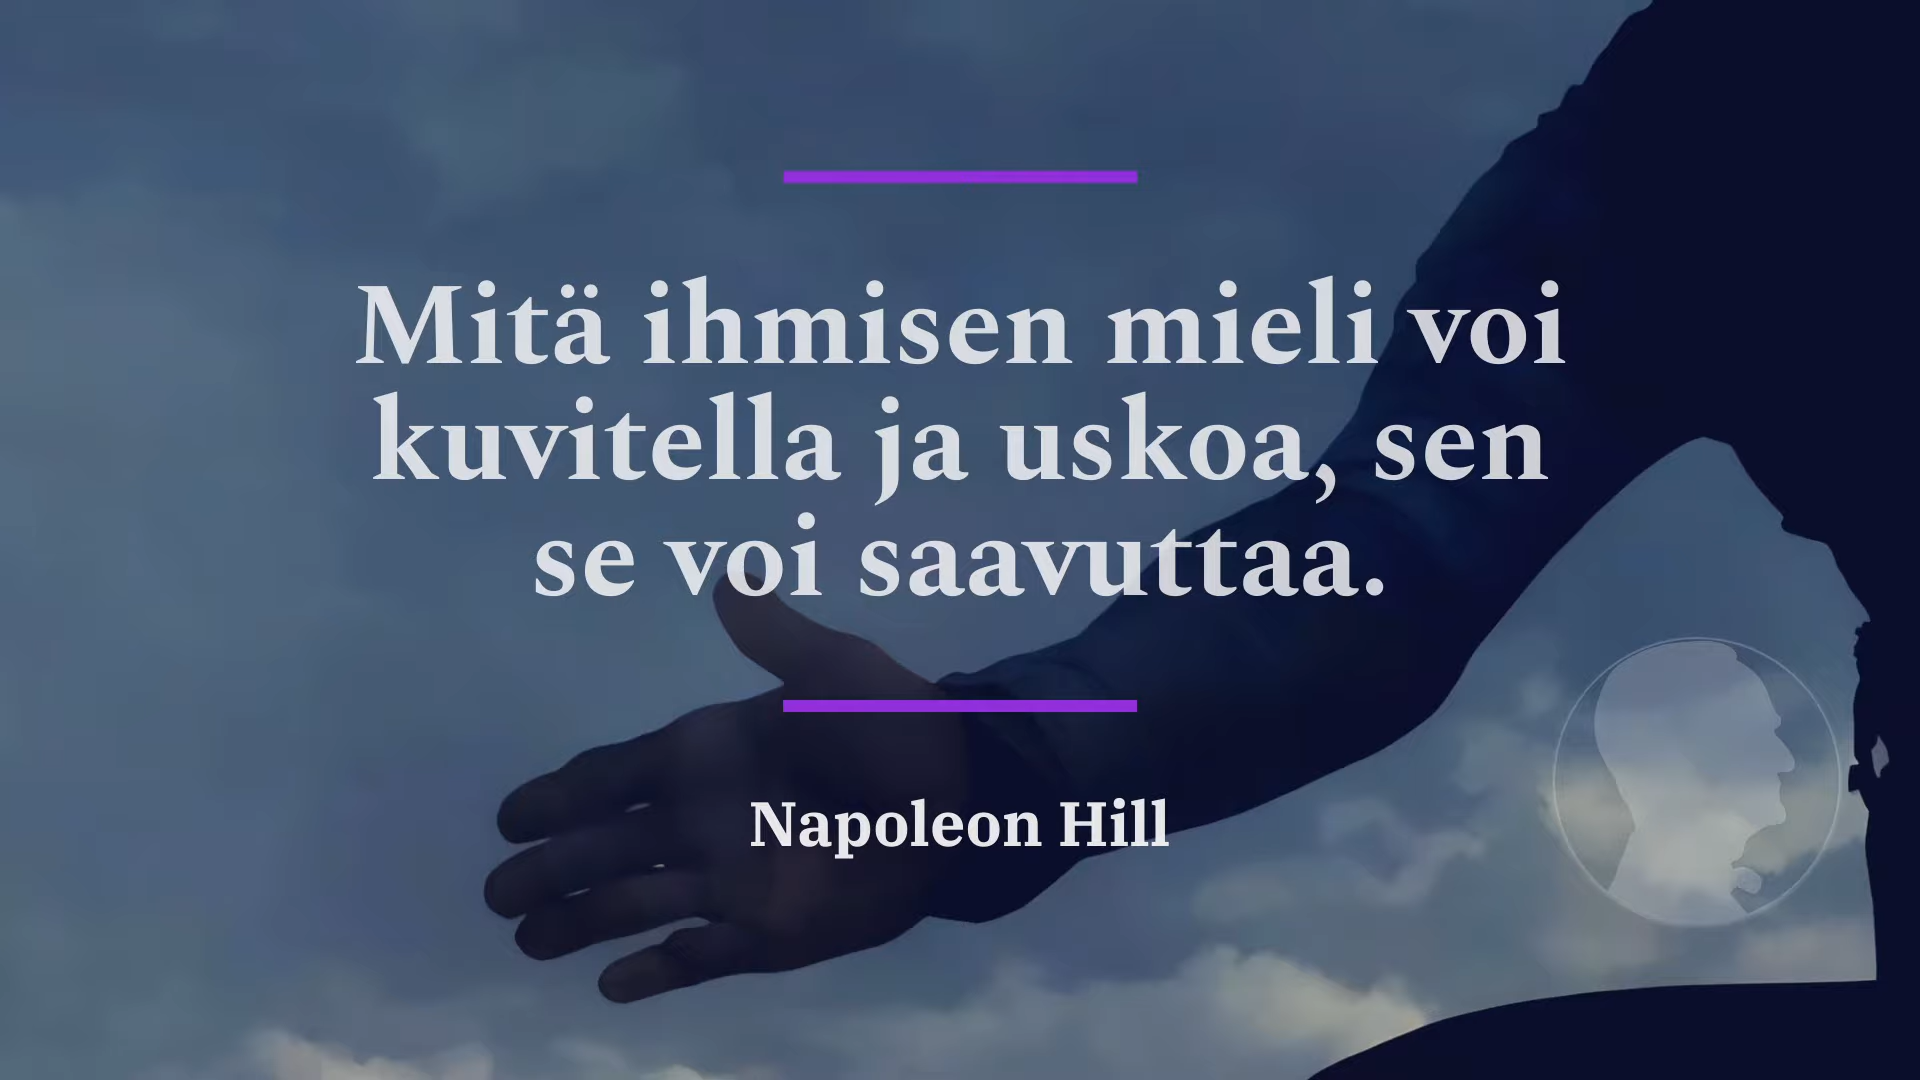 Mitä ihmisen mieli voi
kuvitella ja uskoa, sen
se voi saavuttaa.
Napoleon Hill